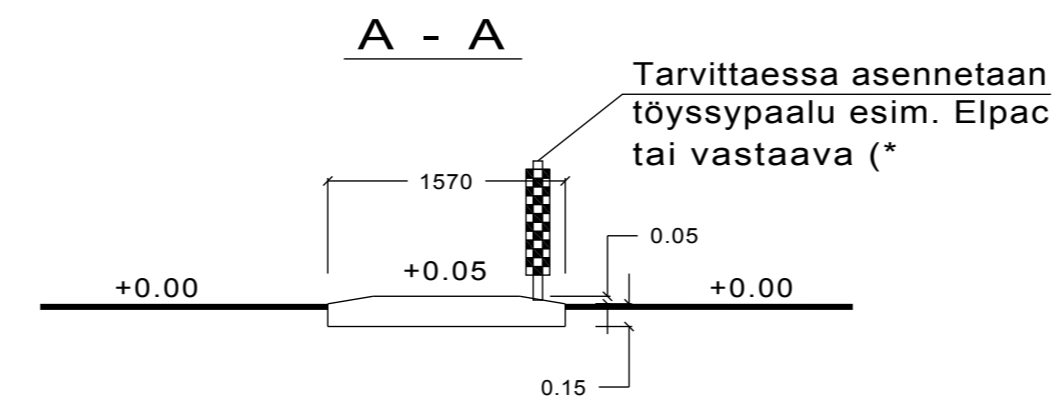 A - A
Tarvittaessa asennetaan
töyssypaalu esim. Elpac
tai vastaava (*
1570
0.05
+0.05
+0.00
+0.00
0.15